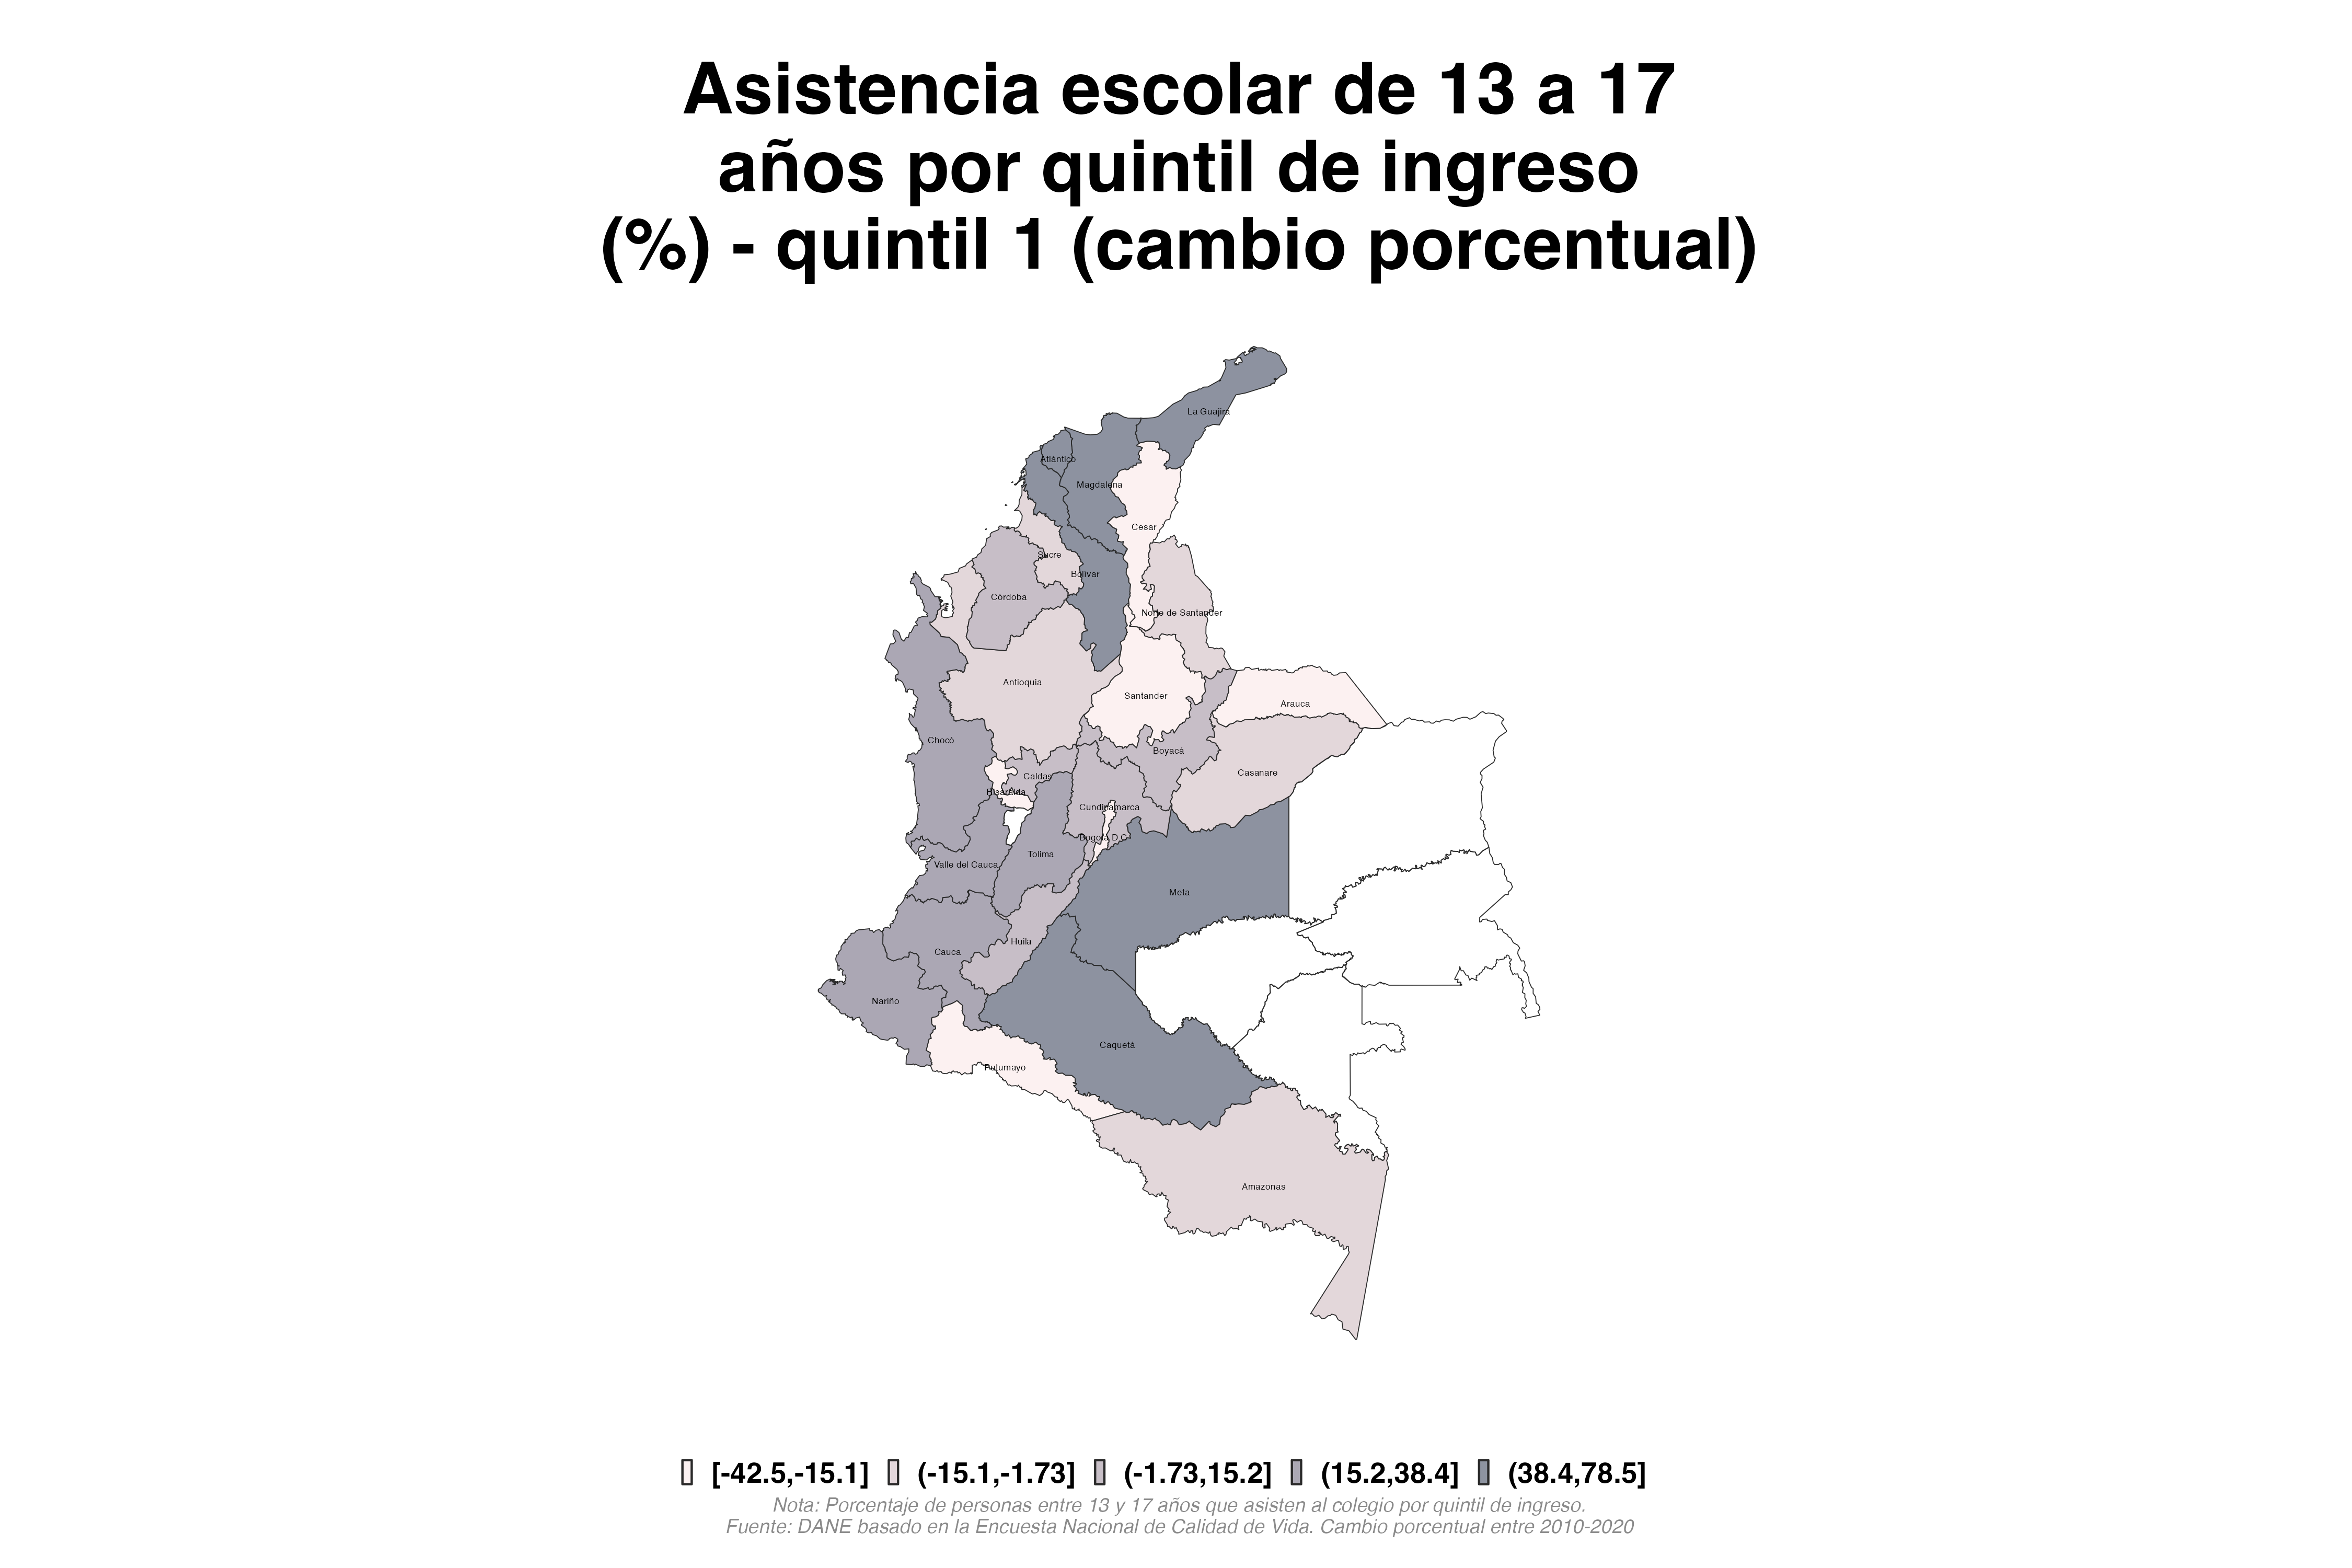 Asistencia escolar de 13 a 17
años por quintil de ingreso
(%) - quintil 1 (cambio porcentual)
La Guajira
Atlántico
Magdalena
Cesar
Sucre
Bolívar
Córdoba
Norte de Santander
Antioquia
Santander
Arauca
Chocó
Boyacá
Casanare
Caldas
Risaralda
Cundinamarca
Bogotá D.C.
Tolima
Valle del Cauca
Meta
Huila
Cauca
Nariño
Caquetá
Putumayo
Amazonas
[-42.5,-15.1] (-15.1,-1.73] (-1.73,15.2] (15.2,38.4] (38.4,78.5]
Nota: Porcentaje de personas entre 13 y 17 años que asisten al colegio por quintil de ingreso.
Fuente: DANE basado en la Encuesta Nacional de Calidad de Vida. Cambio porcentual entre 2010-2020